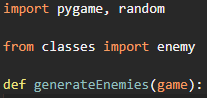 import pygame, random
from classes import enemy
def generateEnemies(game):